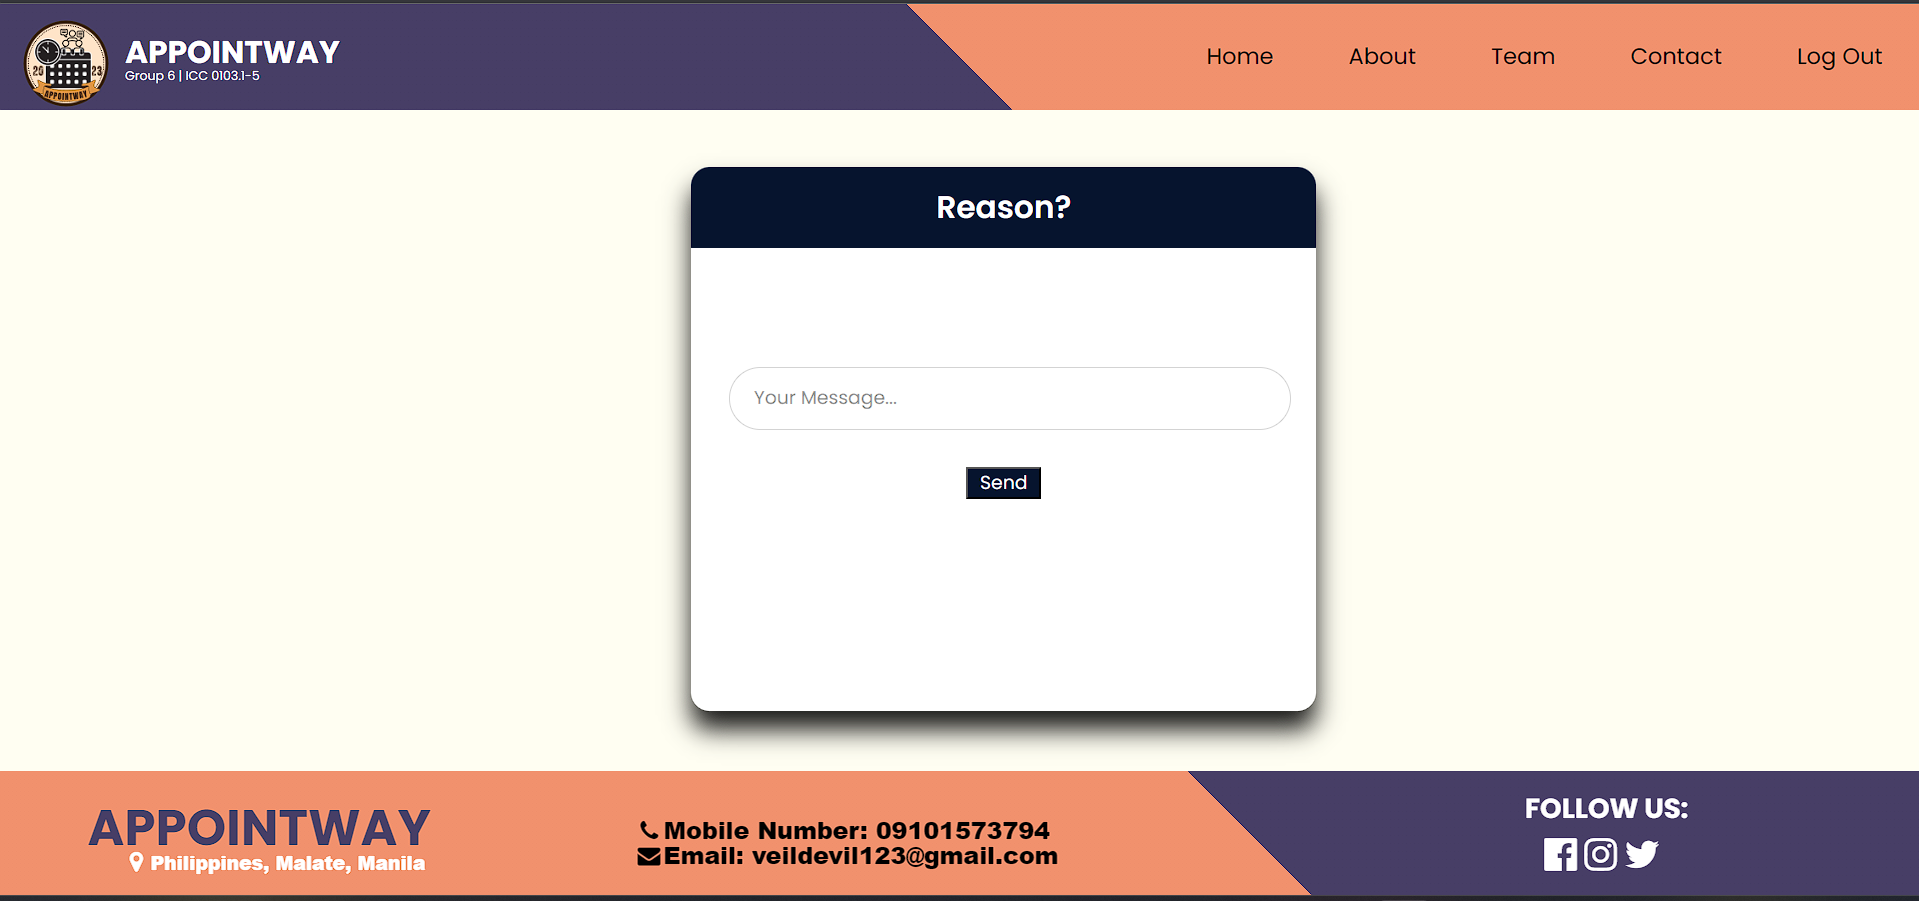 APPOINTWAY
Group 6 | ICC 0103.1-5
20 23
APPOINTWAY
Home About Team Contact Log Out
Reason?
Your Message...
Send
APPOINTWAY
Philippines, Malate, Manila
Mobile Number: 09101573794
Email: veildevil123@gmail.com
FOLLOW US: